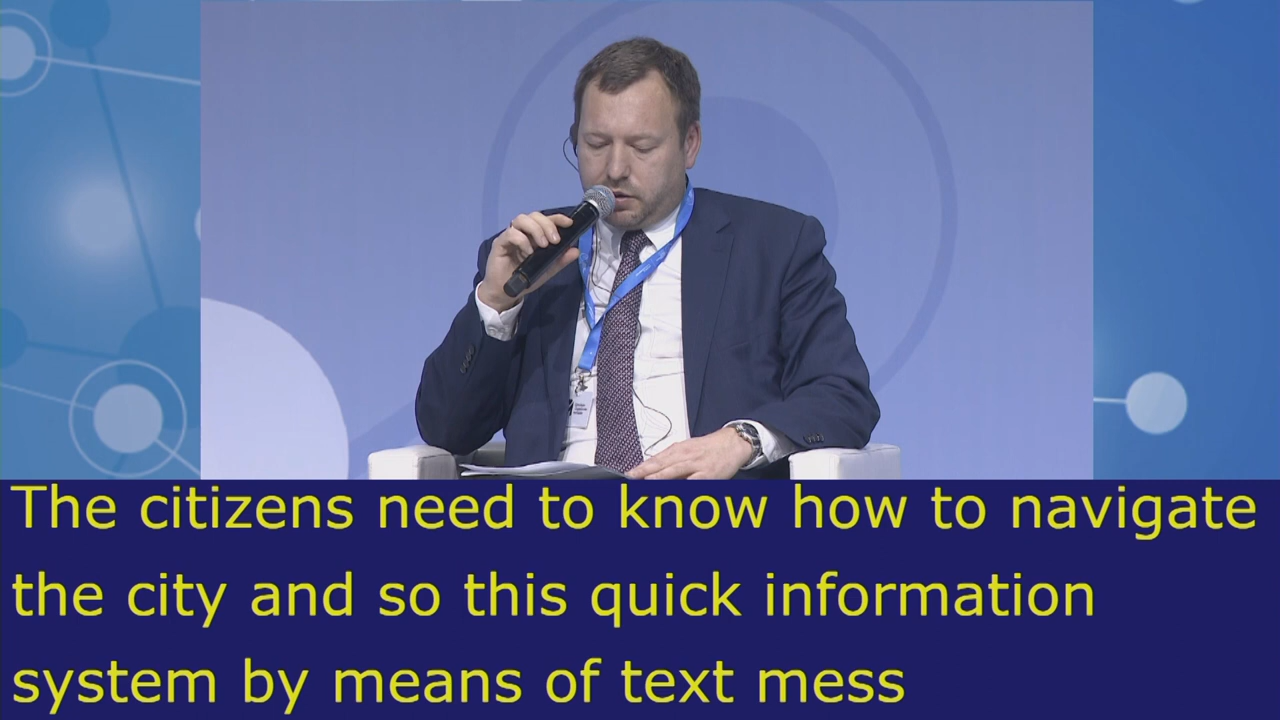 The citizens need to know how to navigate
the city and so this quick information
system by means of text mess